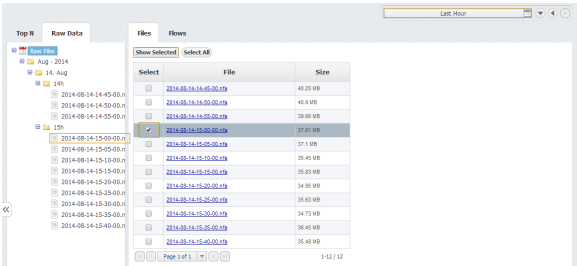 Last Hour
Top N Raw Data
Files Flows
Raw Files
Aug - 2014
14. Aug
14h
2014-08-14-14-45-00.n
2014-08-14-14-50-00.n
2014-08-14-14-55-00.n
15h
2014-08-14-15-00-00.n
2014-08-14-15-05-00.n
2014-08-14-15-10-00.n
2014-08-14-15-15-00.n
2014-08-14-15-20-00.n
2014-08-14-15-25-00.n
2014-08-14-15-30-00.n
2014-08-14-15-35-00.n
2014-08-14-15-40-00.n
Show Selected Select All
Select File Size
2014-08-14-14-45-00.nfa 40.25 MB
2014-08-14-14-50-00.nfa 40.9 MB
2014-08-14-14-55-00.nfa 39.66 MB
2014-08-14-15-00-00.nfa 37.81 MB
2014-08-14-15-05-00.nfa 37.1 MB
2014-08-14-15-10-00.nfa 35.45 MB
2014-08-14-15-15-00.nfa 35.83 MB
2014-08-14-15-20-00.nfa 34.95 MB
2014-08-14-15-25-00.nfa 35.63 MB
2014-08-14-15-30-00.nfa 34.73 MB
2014-08-14-15-35-00.nfa 36.45 MB
2014-08-14-15-40-00.nfa 35.48 MB
Page 1 of 1 1-12 / 12